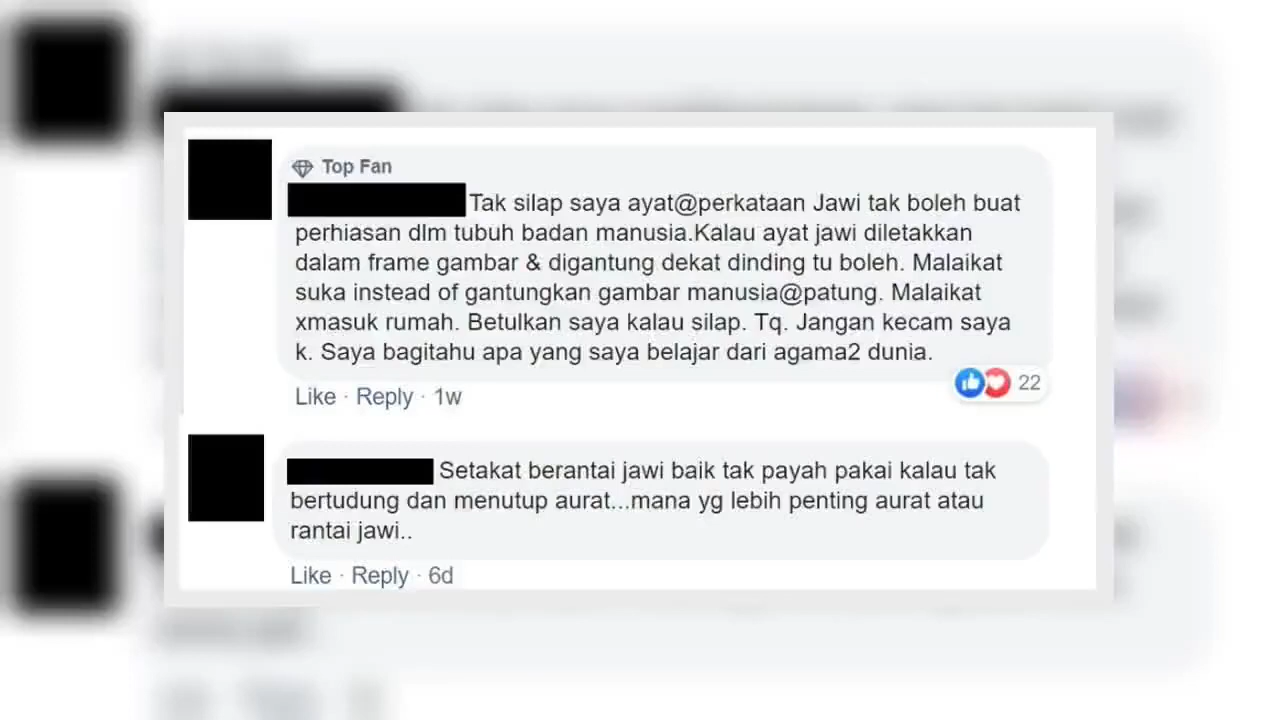 Top Fan
Tak silap saya ayat@perkataan Jawi tak boleh buat
perhiasan dlm tubuh badan manusia.Kalau ayat jawi diletakkan
dalam frame gambar & digantung dekat dinding tu boleh. Malaikat
suka instead of gantungkan gambar manusia@patung. Malaikat
xmasuk rumah. Betulkan saya kalau silap. Tq. Jangan kecam saya
k. Saya bagitahu apa yang saya belajar dari agama2 dunia.
22
Like · Reply · 1w
Setakat berantai jawi baik tak payah pakai kalau tak
bertudung dan menutup aurat...mana yg lebih penting aurat atau
rantai jawi..
Like · Reply · 6d